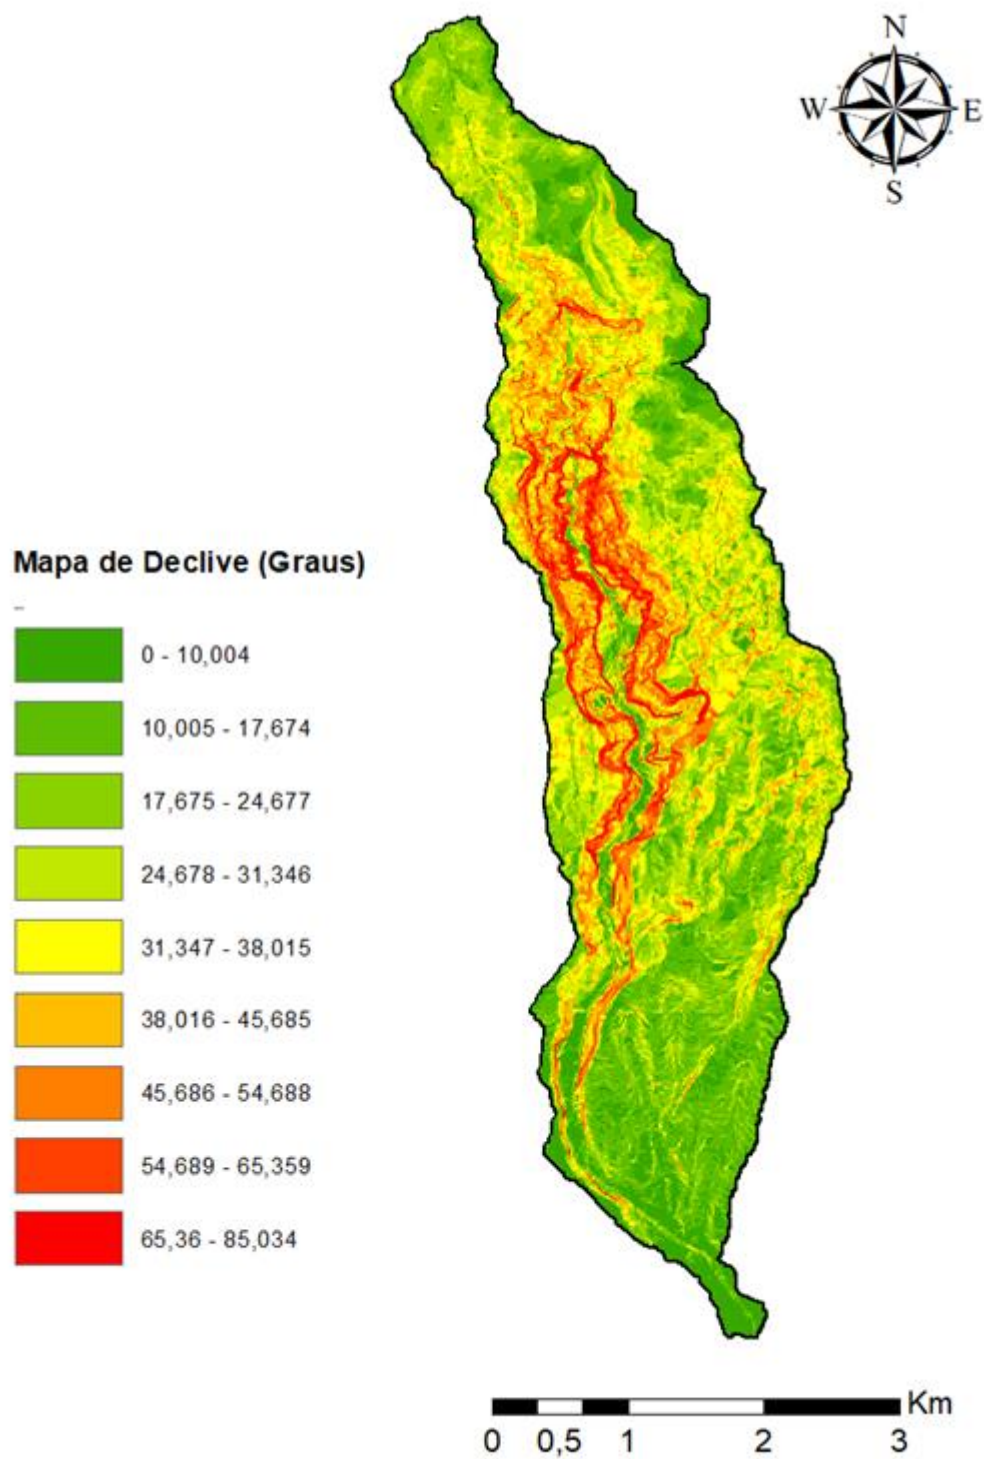 N
W E
S
Mapa de Declive (Graus)
0 - 10,004
10,005 - 17,674
17,675 - 24,677
24,678 - 31,346
31,347 - 38,015
38,016 - 45,685
45,686 - 54,688
54,689 - 65,359
65,36 - 85,034
Km
0 0,5 1 2 3